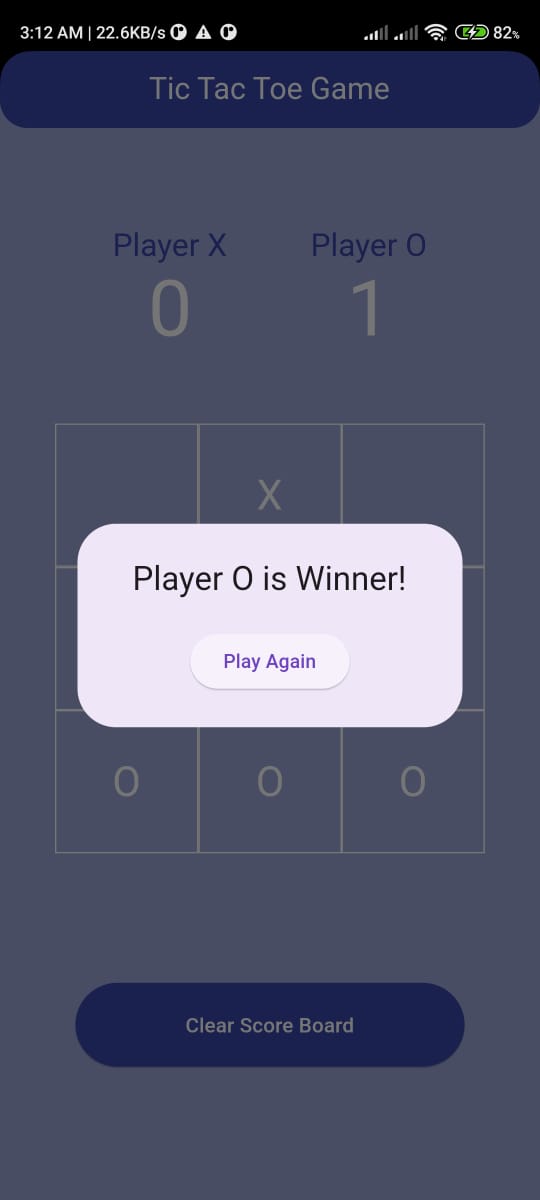 3:12 AM | 22.6KB/s 82%
Tic Tac Toe Game
Player X Player O
0 1
X
Player O is Winner!
Play Again
O O O
Clear Score Board